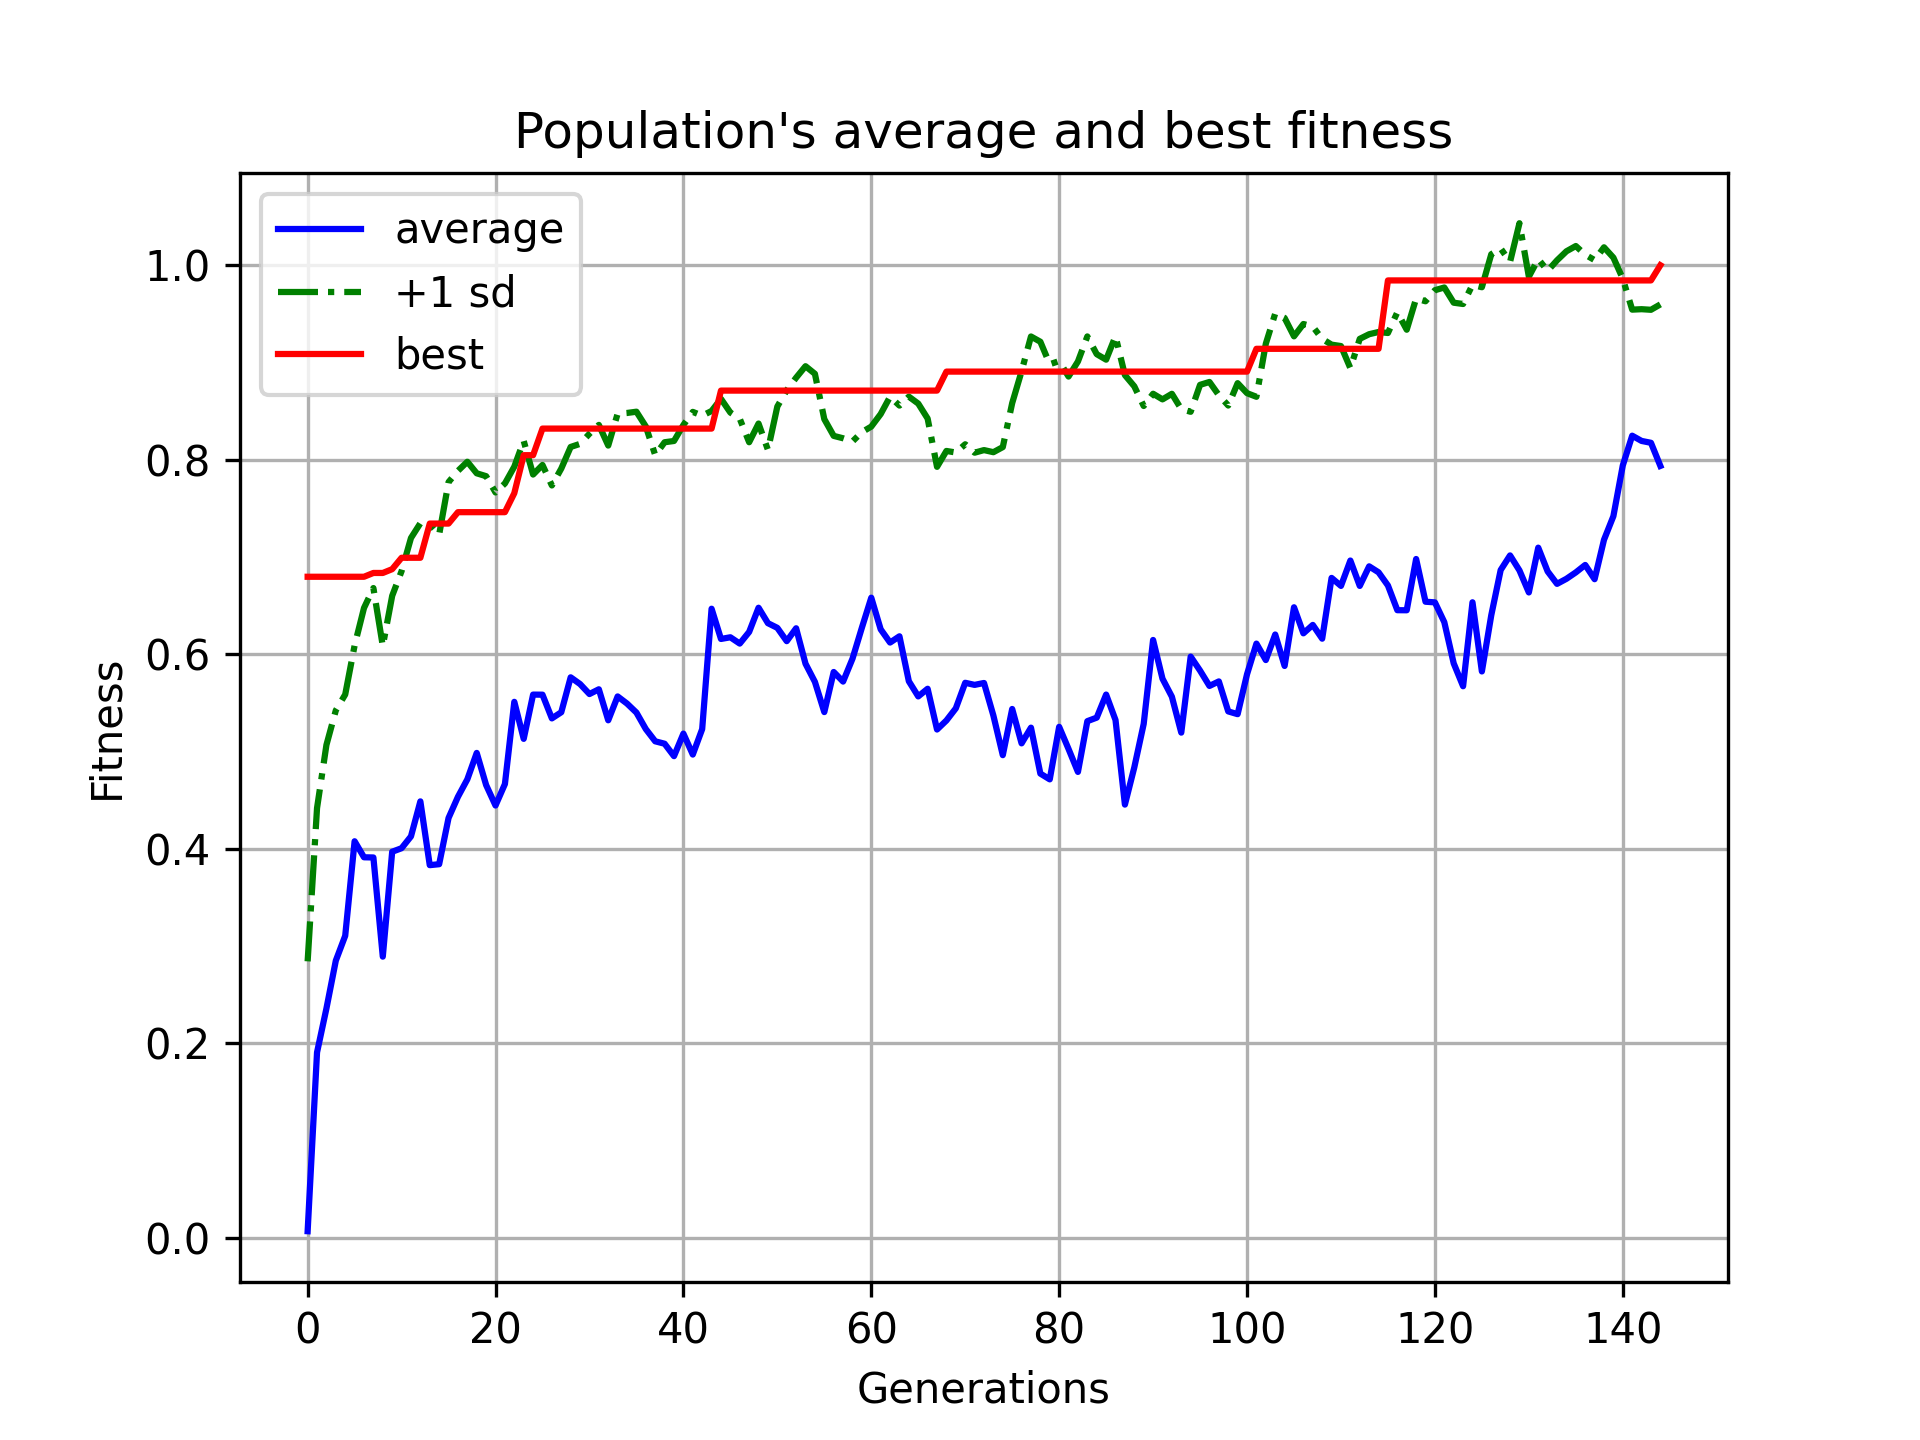 Population's average and best fitness
average
+1 sd
best
1.0
0.8
0.6
0.4
0.2
0.0
Fitness
0 20 40 60 80 100 120 140
Generations